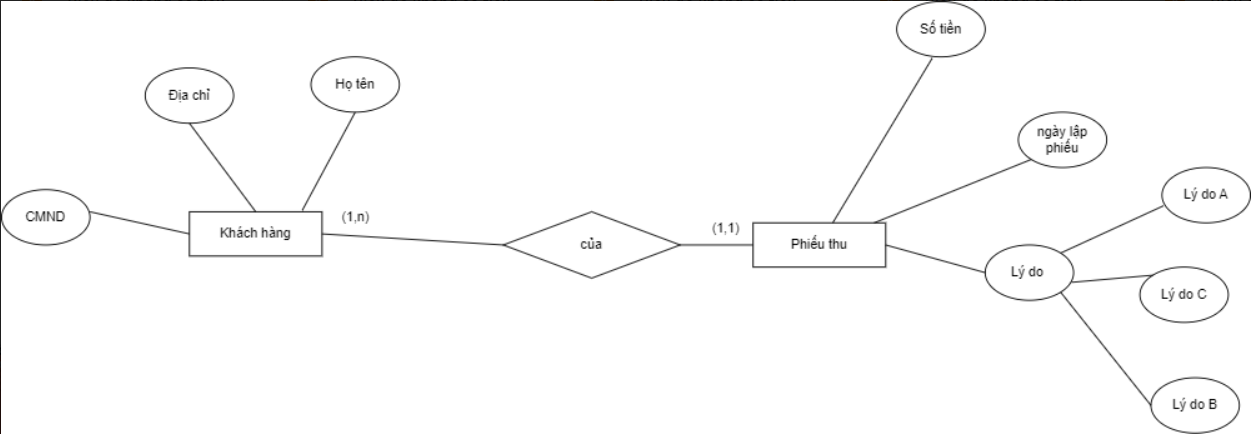 Số tiền
Địa chỉ
Họ tên
ngày lập
phiếu
CMND
Khách hàng
(1,n)
của
(1,1)
Phiếu thu
Lý do
Lý do A
Lý do C
Lý do B